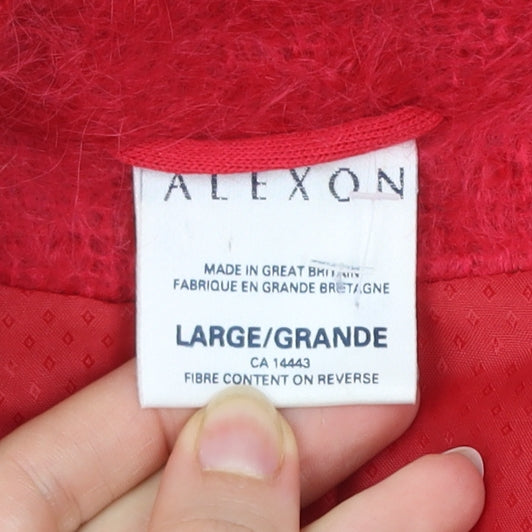 ALEXON
MADE IN GREAT BRITAIN
FABRIQUE EN GRANDE BRETAGNE
LARGE/GRANDE
CA 14443
FIBRE CONTENT ON REVERSE